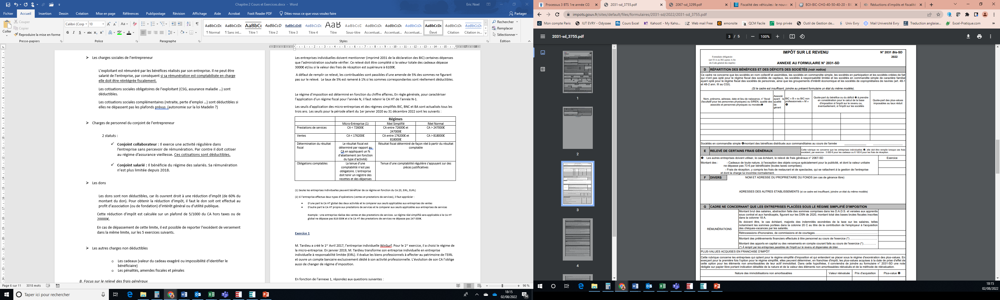 Chapitre 2 Cours et Exercices.docx - Word
Eric Noel
Fichier Accueil Insertion Dessin Création Mise en page Références Publipostage Révision Affichage Aide Acrobat Foxit Reader PDF Dites-nous ce que vous voulez faire Partager
Coller
Couper
Copier
Reproduire la mise en forme
Presse-papiers
Calibri (Corp 10
Police
Paragraphe
AaBbCcDc ¶ Normal
AaBbCcDc ¶ Sans int...
AaBbC Titre 1
AaBbCcD Titre 2
AaBbCcDdE Titre 3
AaBbCcDc Titre 4
AaB Titre
AaBbCcC Sous-titre
AaBbCcDc Accentuat...
AaBbCcDc Accentuat...
AaBbCcDc Accentuat...
AaBbCcDc Élevé
AaBbCcDc Citation
AaBbCcDc Citation in...
Styles
Rechercher
Remplacer
Sélectionner
Édition
Les charges sociales de l'entrepreneur
L'exploitant est rémunéré par les bénéfices réalisés par son entreprise. Il ne peut être
salarié de l'entreprise, par conséquent si sa rémunération est comptabilisée en charge
elle doit être réintégrée fiscalement.
Les cotisations sociales obligatoires de l'exploitant (CSG, assurance maladie ...) sont
déductibles.
Les cotisations sociales complémentaires (retraite, perte d'emploi ...) sont déductibles si
elles ne dépassent pas les plafonds prévus (autonomie sur la loi Madelin ?)
Charges de personnel du conjoint de l'entrepreneur
2 statuts :
Conjoint collaborateur : Il exerce une activité régulière dans
l'entreprise sans percevoir de rémunération. Par contre il doit cotiser
au régime d'assurance vieillesse. Ces cotisations sont déductibles.
Conjoint salarié : Il bénéficie du régime des salariés. Sa rémunération
n'est plus limitée depuis 2018.
Les dons
Les dons sont non déductibles, car ils ouvrent droit à une réduction d'impôt (de 60% du
montant du don). Pour obtenir la réduction d'impôt, il faut le don soit ont effectué au
profit d'association (ou de fondation) d'intérêt général ou d'utilité publique.
Cette réduction d'impôt est calculée sur un plafond de 5/1000 du CA hors taxes ou de
20000€.
En cas de dépassement de cette limite, il est possible de reporter l'excédent de versement
dans la même limite, sur les 5 exercices suivants.
Les autres charges non déductibles
o Les cadeaux (valeur du cadeau exagéré ou impossibilité d'identifier le
bénéficiaire)
o Les pénalités, amendes fiscales et pénales
B. Focus sur le relevé des frais généraux
Les entreprises individuelles doivent mentionner (imprimé 2031 de la déclaration des BIC) certaines dépenses
que l'administration souhaite vérifier. Ce relevé doit être complété si la valeur totale des cadeaux dépasse
3000€ et/ou si la valeur des frais de réception est supérieure à 6100€.
A défaut de remplir ce relevé, les contribuables sont passibles d'une amende de 5% des sommes ne figurant
pas sur le relevé. Le taux de 5% est ramené à 1% si les sommes correspondantes sont réellement déductibles.
Le régime d'imposition est déterminé en fonction du chiffre affaires. En règle générale, pour caractériser
l'application d'un régime fiscal pour l'année N, il faut retenir le CA HT de l'année N-1.
Les seuils d'application des micro-entreprises et des régimes simplifiés BIC, BNC et BA sont actualisés tous les
trois ans. Les seuils pour la période allant du 1er janvier 2020 au 31 décembre 2022 sont les suivants :
Régimes
Micro-Entreprise (1) Réel Simplifié Réel Normal
Prestations de services CA < 72600€ CA entre 72600€ et CA > 247000€
247000€
Ventes CA < 176200€ CA entre 176200€ et CA > 818000€
818000€
Détermination du résultat Le résultat fiscal est Résultat fiscal déterminé de façon réel à partir du résultat
fiscal déterminé par rapport au comptable
CA en appliquant un %
d'abattement (en fonction
du type d'activité)
Obligations comptables La tenue d'une Tenue d'une comptabilité régulière s'appuyant sur des
comptabilité n'est pas pièces justificatives
obligatoire. L'entreprise
doit tenir un registre des
recettes et des dépenses
(1) Seules les entreprises individuelles peuvent bénéficier de ce régime en fonction du CA (EI, EIRL, EURL)
(2) Si l'entreprise effectue deux types d'opérations (ventes et prestations de services), il faut apprécier :
• D'une part le CA HT global des deux activités et le comparer aux seuils applicables aux entreprises de ventes
• D'autre part le CA HT propre aux prestations de services et le comparer aux seuils applicables aux entreprises de services
Exemple : Une entreprise réalise des ventes et des prestations de services. Le régime réel simplifié sera applicable si le CA HT
global ne dépasse pas 818 000€ et si le CA HT des prestations de services ne dépasse pas 247 000€.
Exercice 1
M. Tardieu a créé le 1er Avril 2017, l'entreprise individuelle WinSurf. Pour le 1er exercice, il a choisi le régime de
la micro-entreprise. En janvier 2019, M. Tardieu transforme son entreprise individuelle en entreprise
individuelle à responsabilité limitée (EIRL). Il évalue les biens professionnels à affecter au patrimoine de l'EIRL
et ouvre un compte bancaire exclusivement dédié à son activité professionnelle. L'évolution de son CA l'oblige
aussi de changer de régime d'imposition.
En fonction de l'annexe 1, répondez aux questions suivantes :
Page 6 sur 11 3018 mots 96 %
Taper ici pour rechercher
18:15
02/08/2022
Processus 3 BTS 1re année CG
2031-sd_3755.pdf
2067-sd_3299.pdf
Fiscalité des véhicules : le nouve
BOI-BIC-CHG-40-50-40-20 - BIC
Réductions d'impôts et fiscalité
impots.gouv.fr/sites/default/files/formulaires/2031-sd/2022/2031-sd_3755.pdf
Mon compte Paris IUT EVRY - Odyssee Cours Excel Kahoot! - My Kaho... Web mail Free emonsite QCM Facile bnp privée Outil de Gestion de... Univ Evry Mail Université Evry Traduction anglaise... Excel-Pratique.com
2031-sd_3755.pdf 3 / 5 100%
1
2
3
4
IMPÔT SUR LE REVENU N° 2031 Bis-SD
2022
Formulaire obligatoire
(art 53 A ou 302 septies A bis
du Code général des impôts)
ANNEXE AU FORMULAIRE N° 2031-SD
D RÉPARTITION DES BÉNÉFICES ET DES DÉFICITS DES SOCIÉTÉS (voir notice)
Ce cadre ne concerne que les sociétés en nom collectif et assimilées, les sociétés en commandite simple, les sociétés en participation et les sociétés créées de fait
qui n'ont pas opté pour le régime fiscal des sociétés de capitaux, les sociétés à responsabilité limitée et les sociétés en commandite simple de caractère familial
ayant opté pour le régime fiscal des sociétés de personnes, ainsi que les groupements d'intérêt économique et les sociétés de copropriétaires de navires (art. 48-1
et 48-2 ann. III au CGI).
(Si le cadre est insuffisant, joindre au présent formulaire un état du même modèle).
Nom, prénoms, adresse, date et lieu de naissance, n° fiscal
(facultatif pour les personnes physiques) ou SIREN, qualité des
associés et personnes physiques ou morales❶
Associé
ayant la
qualité
de
gérant
BIC « B » ou BIC non
professionnels « M »
❷
Quote-part du bénéfice ou du déficit ❸ à prendre
en considération pour le calcul de la base
d'imposition à l'impôt sur le revenu ou,
éventuellement, à l'impôt sur les sociétés
Quote-part des plus-values
imposables au taux réduit
Sociétés en commandite simple ❹montant des bénéfices distribués aux commanditaires au cours de l'année
E RELEVÉ DE CERTAINS FRAIS GÉNÉRAUX
Cette rubrique ne concerne que les entreprises individuelles ❶, elle doit être remplie lorsque ces frais
excèdent, par exercice : 3 000 € pour les cadeaux ou 6 100 € pour les frais de réception.
❶ Les autres entreprises doivent utiliser, le cas échéant, le relevé de frais généraux n° 2067-SD Exercice
Montant des : - Cadeaux de toute nature, à l'exception des objets conçus spécialement pour la publicité, et dont la valeur unitaire
ne dépasse pas 73 € par bénéficiaire (toutes taxes comprises).
- Frais de réception, y compris les frais de restaurant et de spectacles, qui se rattache à la gestion de l'entreprise
et dont la charge lui incombe normalement.
F DIVERS NOM ET ADRESSE DU PROPRIETAIRE DU FONDS (en cas de gérance libre)
ADRESSES DES AUTRES ETABLISSEMENTS (si ce cadre est insuffisant, joindre un état du même modèle)
G CADRE NE CONCERNANT QUE LES ENTREPRISES PLACÉES SOUS LE RÉGIME SIMPLIFIÉ D'IMPOSITION
RÉMUNÉRATIONS
Montant brut des salaires, abstraction faite des sommes comprises dans les D.A.D.S. et versées aux apprentis
sous contrat et aux handicapés, figurant sur les DSN de 2020, montant total des bases brutes fiscales inscrites
dans la colonne 18 A.
Ils doivent être, le cas échéant, majorés des indemnités exonérées de la taxe sur les salaires, telles
notamment les sommes portées dans la colonne 20 C au titre de la contribution de l'employeur à l'acquisition
des chèques-vacances par les salariés.
Rétrocessions d'honoraires, de commissions et de courtages
Montant des prélèvements financiers effectués à titre personnel au cours de l'exercice (*)
Montant des apports en capital ou des versements en compte courant faits au cours de l'exercice (*)
(*) À remplir par les entreprises passibles de l'impôt sur le revenu et dispensées de bilan.
PLUS-VALUES ACQUISES EN FRANCHISE D'IMPÔT
Cette rubrique concerne les entreprises qui optent pour le régime simplifié d'imposition et qui entendent se placer sous le régime d'exonération des plus-values. En
exerçant pour la première fois l'option pour le régime simplifié, elles peuvent déterminer, en franchise d'impôt, les plus-values acquises à la date de prise d'effet de
cette option pour les éléments non amortissables de leur actif immobilisé. Dans cette hypothèse, il conviendra de joindre au formulaire n° 2031-SD une note
rédigée sur papier libre portant indication détaillée de la nature et de la valeur des éléments non amortissables réévalués et de la méthode de réévaluation.
Nature des immobilisations non amortissables Valeur réévaluée Prix d'acquisition Plus-value ❹
18:15
02/08/2022